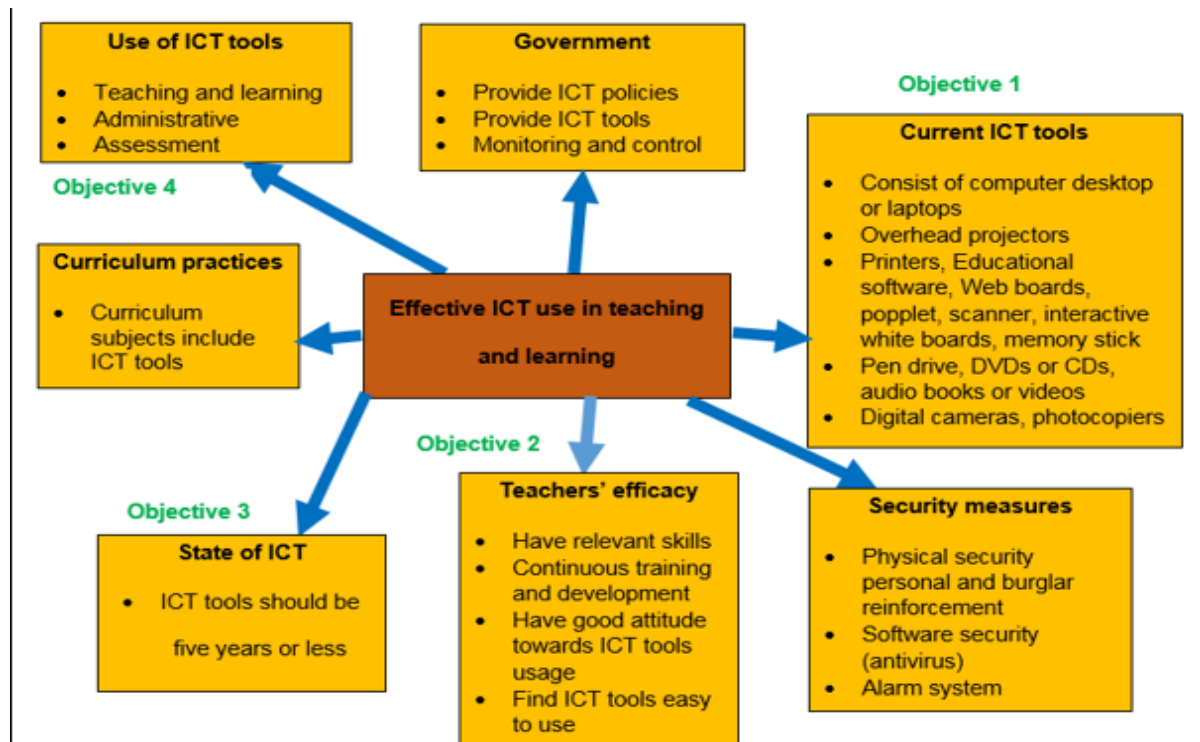 Use of ICT tools
• Teaching and learning
• Administrative
• Assessment
Objective 4
Government
• Provide ICT policies
• Provide ICT tools
• Monitoring and control
Objective 1
Current ICT tools
• Consist of computer desktop
or laptops
• Overhead projectors
• Printers, Educational
software, Web boards,
popplet, scanner, interactive
white boards, memory stick
• Pen drive, DVDs or CDs,
audio books or videos
• Digital cameras, photocopiers
Curriculum practices
• Curriculum
subjects include
ICT tools
Effective ICT use in teaching
and learning
Objective 3
State of ICT
• ICT tools should be
five years or less
Objective 2
Teachers’ efficacy
• Have relevant skills
• Continuous training
and development
• Have good attitude
towards ICT tools
usage
• Find ICT tools easy
to use
Security measures
• Physical security
personal and burglar
reinforcement
• Software security
(antivirus)
• Alarm system